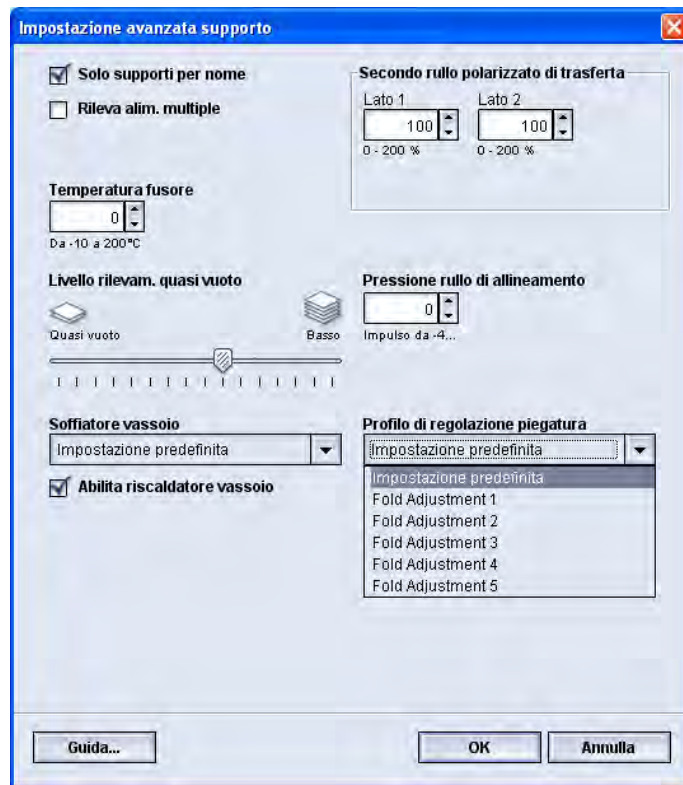 Impostazione avanzata supporto
Solo supporti per nome
Rileva alim. multiple
Secondo rullo polarizzato di trasferta
Lato 1 Lato 2
100 100
0 - 200 % 0 - 200 %
Temperatura fusore
0
Da -10 a 200°C
Livello rilevam. quasi vuoto
Quasi vuoto Basso
Pressione rullo di allineamento
0
Impulso da -4...
Soffiatore vassoio
Impostazione predefinita
Abilita riscaldatore vassoio
Profilo di regolazione piegatura
Impostazione predefinita
Impostazione predefinita
Fold Adjustment 1
Fold Adjustment 2
Fold Adjustment 3
Fold Adjustment 4
Fold Adjustment 5
Guida... OK Annulla